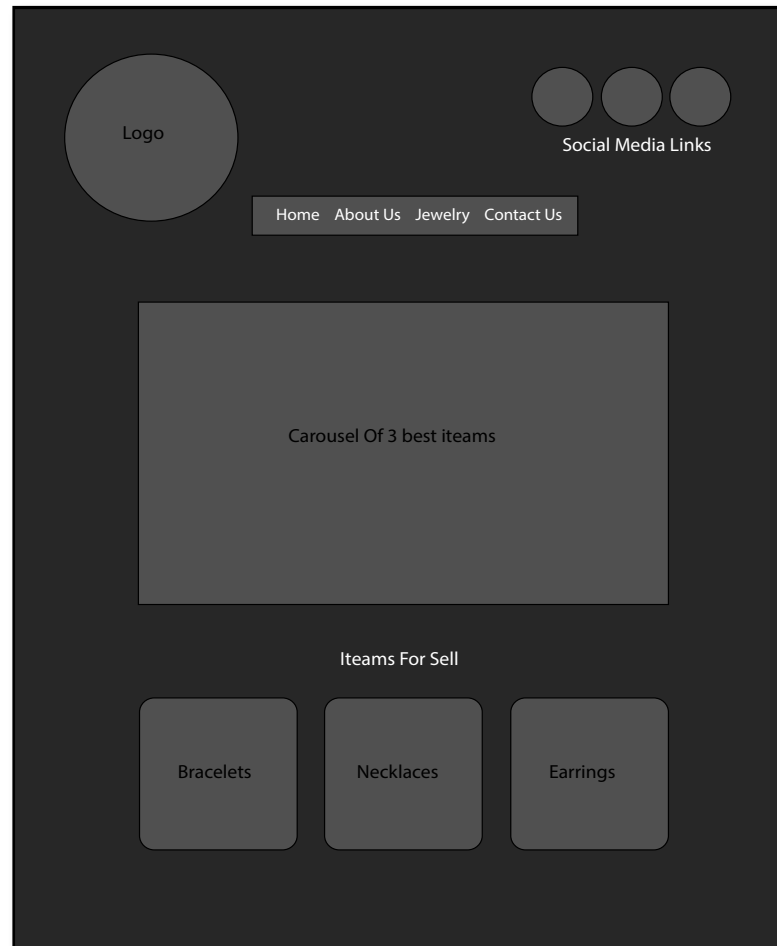 Logo
Social Media Links
Home About Us Jewelry Contact Us
Carousel Of 3 best iteams
Iteams For Sell
Bracelets Necklaces Earrings